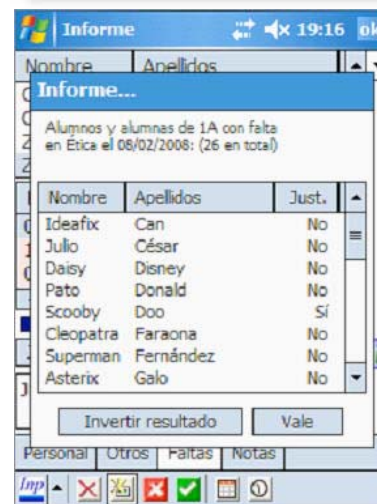 Informe 19:16 ok
Nombre Apellidos
Informe...
Alumnos y alumnas de 1A con falta
en Ética el 08/02/2008: (26 en total)
Nombre Apellidos Just.
Ideafix Can No
Julio César No
Daisy Disney No
Pato Donald No
Scooby Doo Sí
Cleopatra Faraona No
Superman Fernández No
Asterix Galo No
Invertir resultado Vale
Personal Otros Faltas Notas
Inp